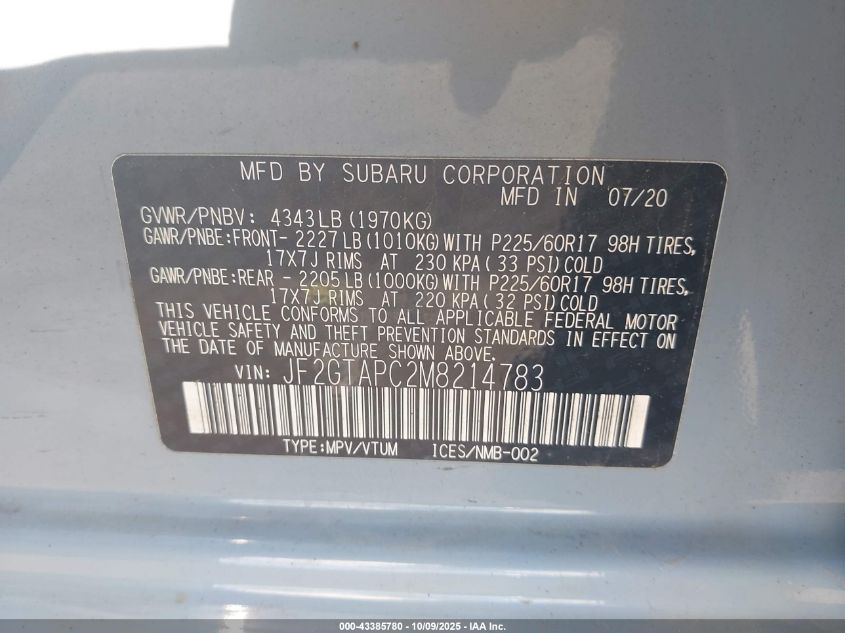 MFD BY SUBARU CORPORATION
MFD IN 07/20
GVWR/PNBV: 4343LB(1970KG)
GAWR/PNBE:FRONT- 2227LB(1010KG)WITH P225/60R17 98H TIRES,
17X7J RIMS AT 230 KPA(33 PSI)COLD
GAWR/PNBE:REAR - 2205LB(1000KG)WITH P225/60R17 98H TIRES,
17X7J RIMS AT 220 KPA(32 PSI)COLD
THIS VEHICLE CONFORMS TO ALL APPLICABLE FEDERAL MOTOR
VEHICLE SAFETY AND THEFT PREVENTION STANDARDS IN EFFECT ON
THE DATE OF MANUFACTURE SHOWN ABOVE.
VIN: JF2GTAPC2M8214783
TYPE:MPV/VTUM ICES/NMB-002
000-43385780 - 10/09/2025 - IAA Inc.